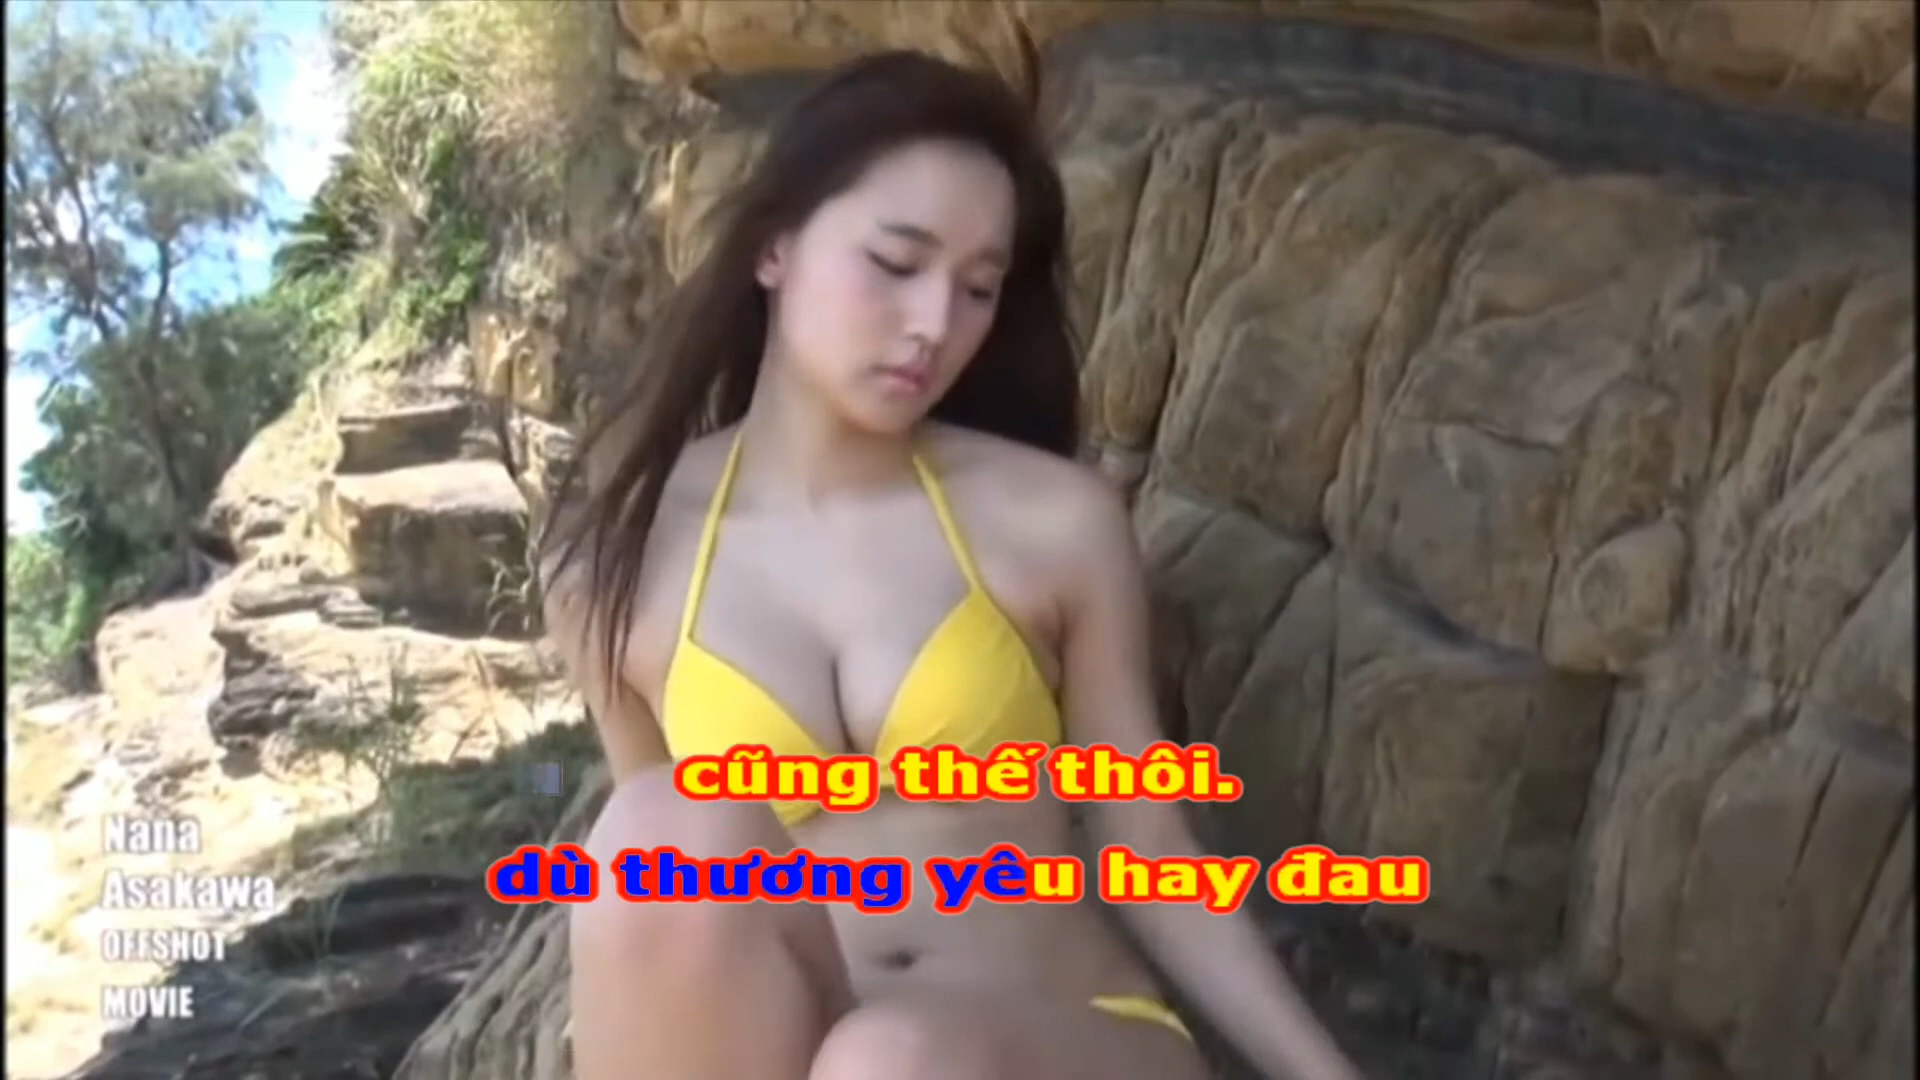 cũng thế thôi.
dù thương yêu hay đau
Nana
Asakawa
OFFSHOT
MOVIE